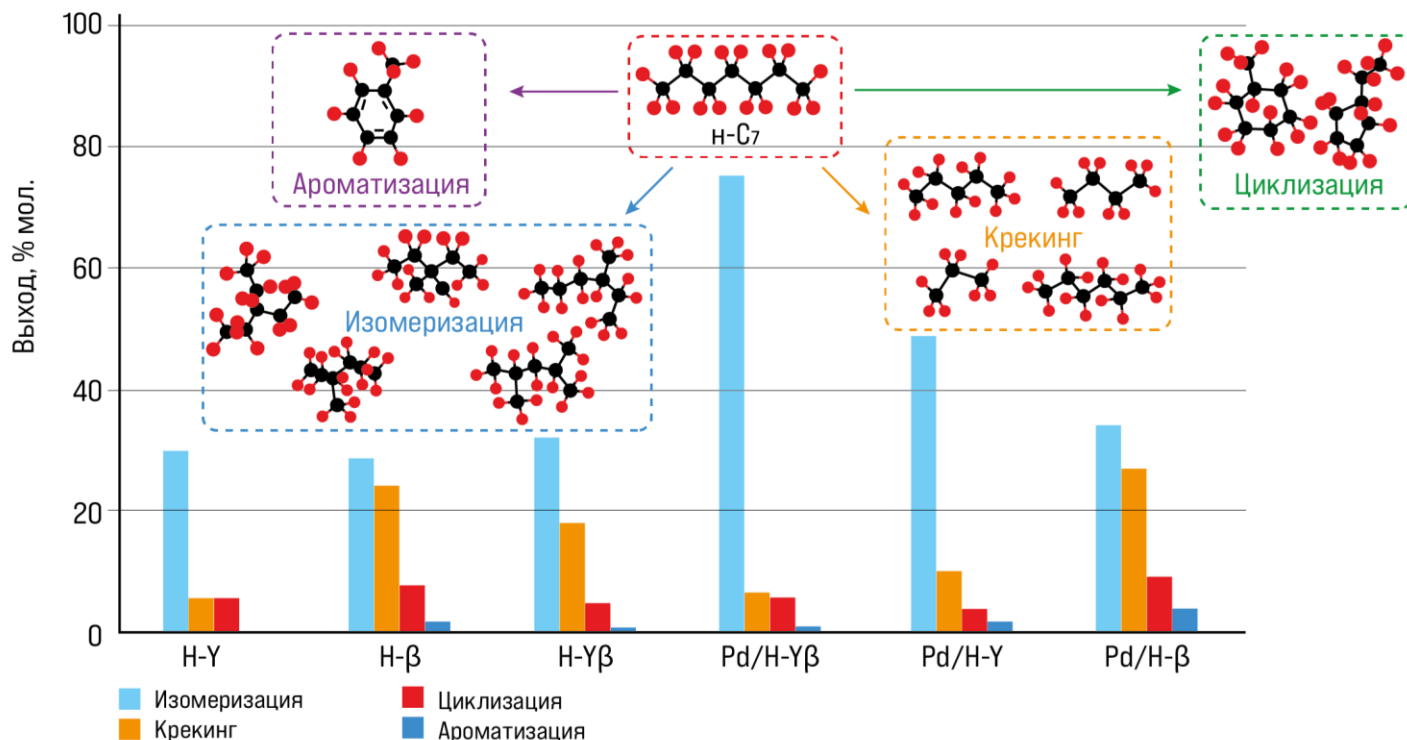 Выход, % мол.
100
80
60
40
20
0
н-C₇
Ароматизация
Циклизация
Крекинг
Изомеризация
H-Y
H-β
H-Yβ
Pd/H-Yβ
Pd/H-Y
Pd/H-β
Изомеризация
Крекинг
Циклизация
Ароматизация